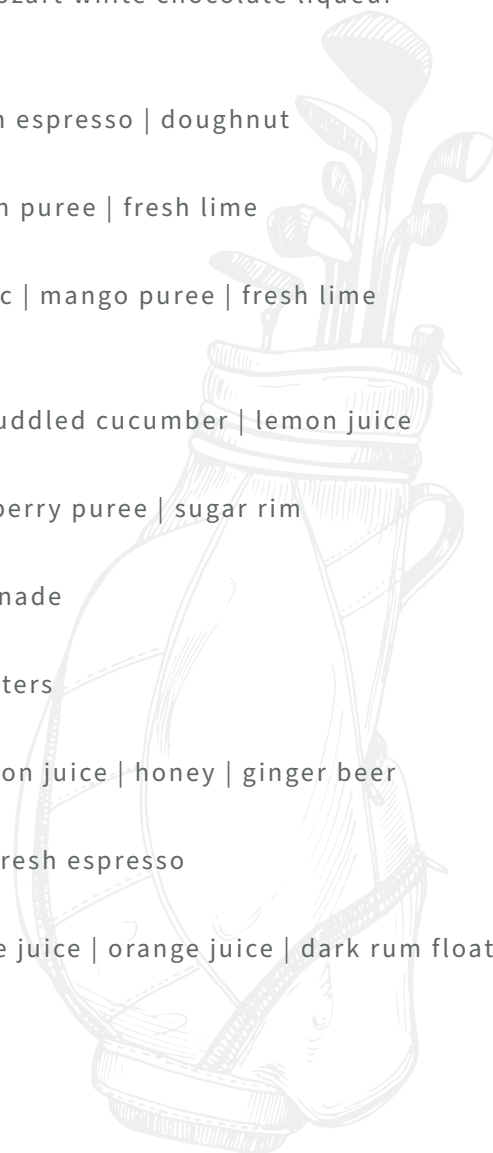 white chocolate liqueur
espresso | doughnut
puree | fresh lime
c | mango puree | fresh lime
uddled cucumber | lemon juice
berry puree | sugar rim
nade
ters
on juice | honey | ginger beer
resh espresso
e juice | orange juice | dark rum float